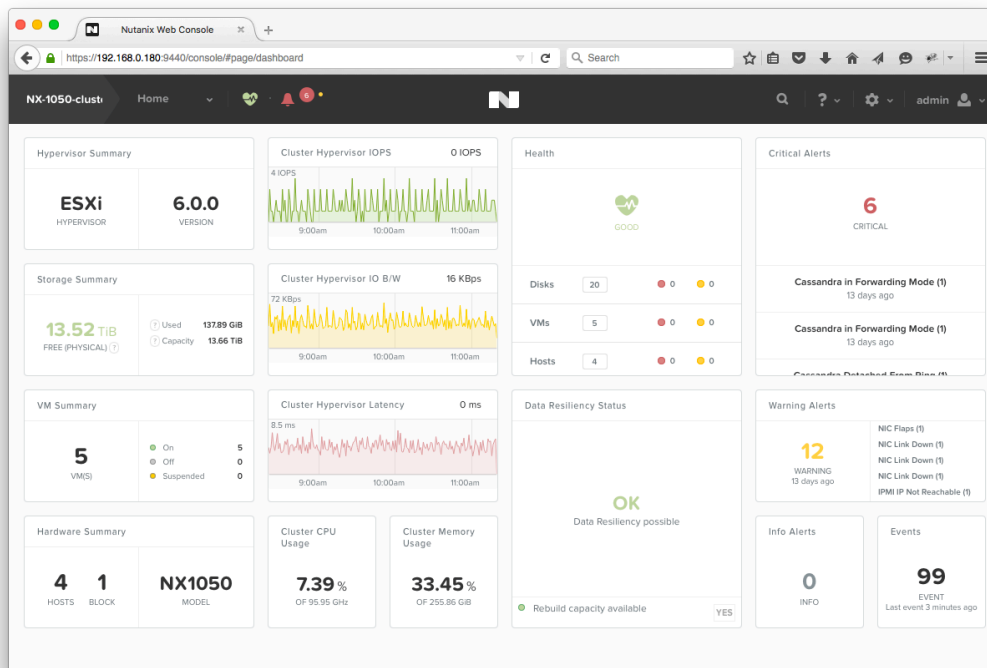 Nutanix Web Console
https://192.168.0.180:9440/console/#page/dashboard
Search
NX-1050-clust
Home
6
?
admin
Hypervisor Summary
ESXi
HYPERVISOR
6.0.0
VERSION
Storage Summary
13.52 TiB
FREE (PHYSICAL) ?
? Used 137.89 GiB
? Capacity 13.66 TiB
VM Summary
5
VM(S)
On 5
Off 0
Suspended 0
Hardware Summary
4
HOSTS
1
BLOCK
NX1050
MODEL
Cluster Hypervisor IOPS 0 IOPS
4 IOPS
9:00am 10:00am 11:00am
Cluster Hypervisor IO B/W 16 KBps
72 KBps
9:00am 10:00am 11:00am
Cluster Hypervisor Latency 0 ms
8.5 ms
9:00am 10:00am 11:00am
Cluster CPU
Usage
7.39 %
OF 95.95 GHz
Cluster Memory
Usage
33.45 %
OF 255.86 GiB
Health
GOOD
Disks 20 0 0
VMs 5 0 0
Hosts 4 0 0
Data Resiliency Status
OK
Data Resiliency possible
Rebuild capacity available YES
Critical Alerts
6
CRITICAL
Cassandra in Forwarding Mode (1)
13 days ago
Cassandra in Forwarding Mode (1)
13 days ago
Cassandra Detached From Ring (1)
Warning Alerts
12
WARNING
13 days ago
NIC Flaps (1)
NIC Link Down (1)
NIC Link Down (1)
NIC Link Down (1)
IPMI IP Not Reachable (1)
Info Alerts
0
INFO
Events
99
EVENT
Last event 3 minutes ago